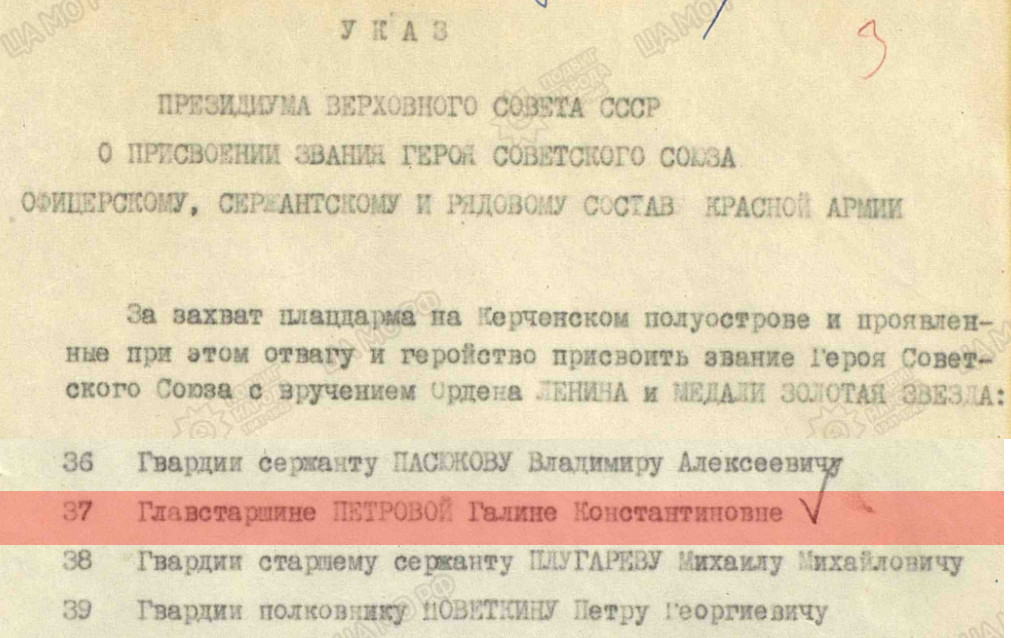 УКАЗ
ПРЕЗИДИУМА ВЕРХОВНОГО СОВЕТА СССР
О ПРИСВОЕНИИ ЗВАНИЯ ГЕРОЯ СОВЕТСКОГО СОЮЗА
ОФИЦЕРСКОМУ, СЕРЖАНТСКОМУ И РЯДОВОМУ СОСТАВ КРАСНОЙ АРМИИ
За захват плацдарма на Керченском полуострове и проявлен-
ные при этом отвагу и геройство присвоить звание Героя Совет-
ского Союза с вручением Ордена ЛЕНИНА и МЕДАЛИ ЗОЛОТАЯ ЗВЕЗДА:
36 Гвардии сержанту ПАСЮКОВУ Владимиру Алексеевичу
37 Главстаршине ПЕТРОВОЙ Галине Константиновне
38 Гвардии старшему сержанту ПЛУГАРЕВУ Михаилу Михайловичу
39 Гвардии полковнику ПОВЕТКИНУ Петру Георгиевичу